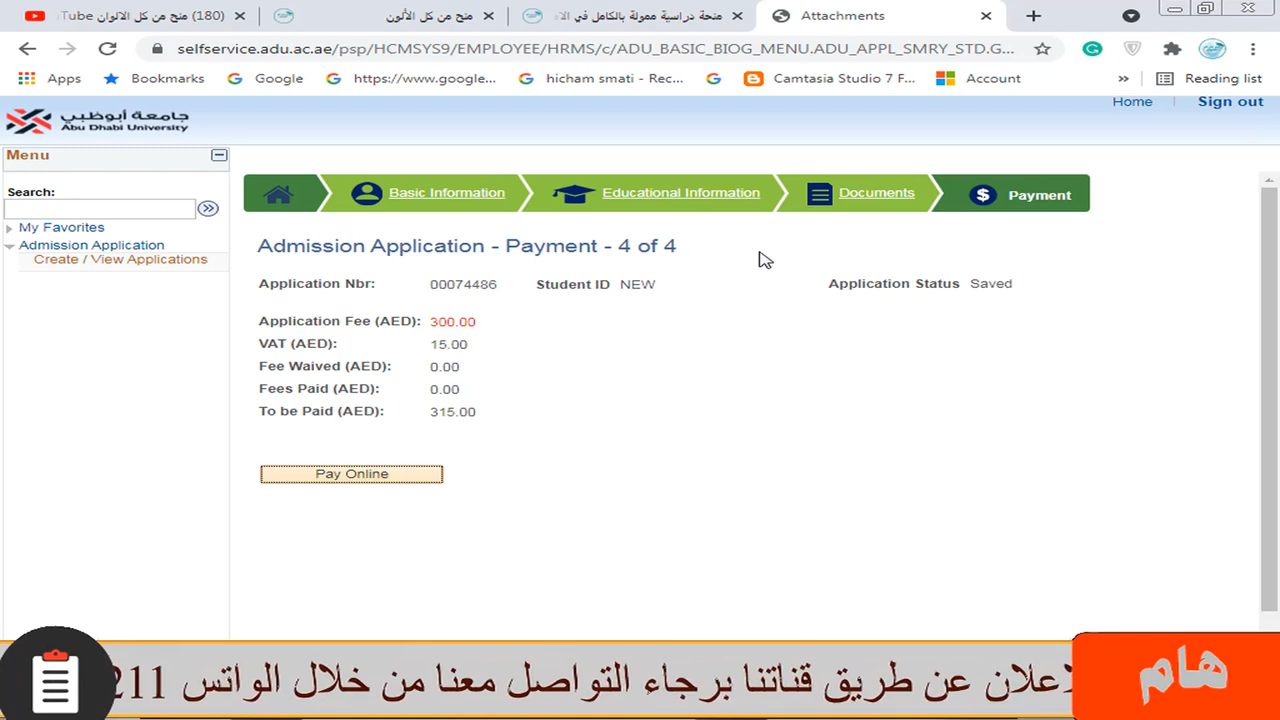 (180) منح من كل الالوان
منح من كل الألون
منحة دراسية ممولة بالكامل في
Attachments
selfservice.adu.ac.ae/psp/HCMSYS9/EMPLOYEE/HRMS/c/ADU_BASIC_BIOG_MENU.ADU_APPL_SMRY_STD.G...
Apps Bookmarks Google https://www.google... hicham smati - Rec... Camtasia Studio 7 F... Account » Reading list
Home Sign out
جامعة أبوظبي
Abu Dhabi University
Menu
Search:
My Favorites
Admission Application
Create / View Applications
Basic Information Educational Information Documents Payment
Admission Application - Payment - 4 of 4
Application Nbr: 00074486 Student ID NEW Application Status Saved
Application Fee (AED): 300.00
VAT (AED): 15.00
Fee Waived (AED): 0.00
Fees Paid (AED): 0.00
To be Paid (AED): 315.00
Pay Online
هام
لاعلان عن طريق قناتنا برجاء التواصل معنا من خلال الواتس 211